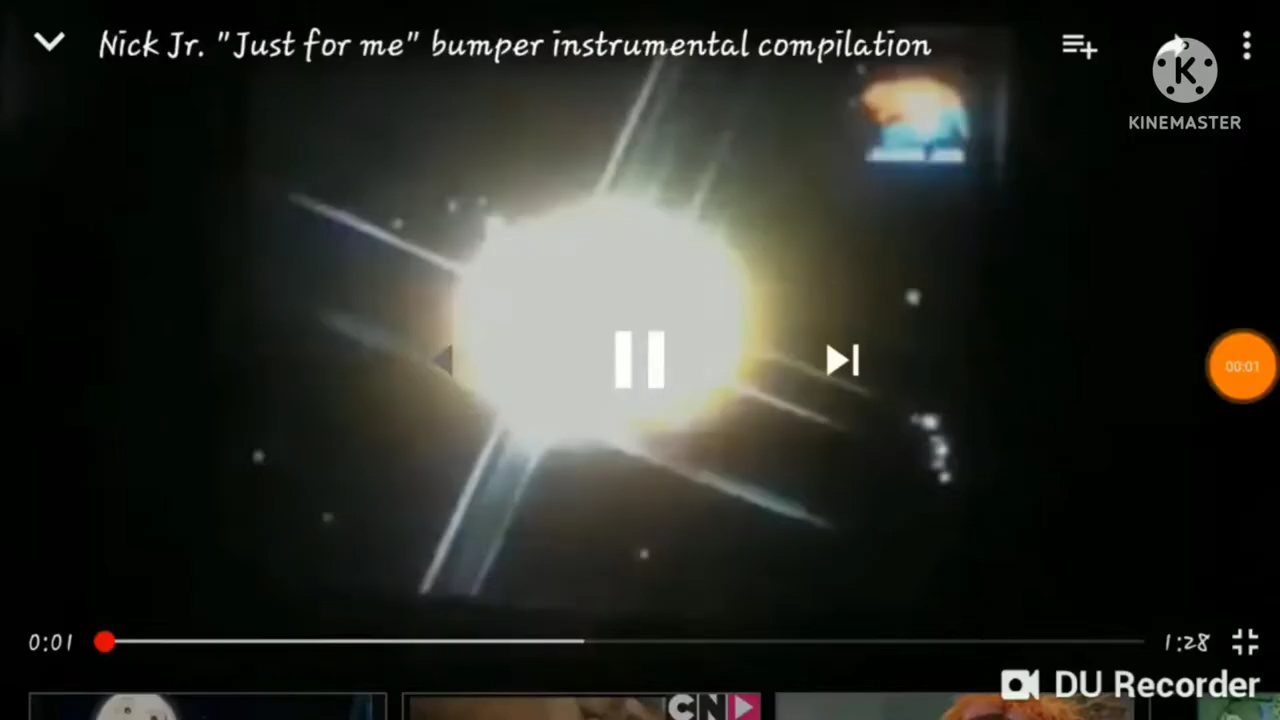 Nick Jr. "Just for me" bumper instrumental compilation
K
KINEMASTER
00:01
0:01
1:28
DU Recorder
CN